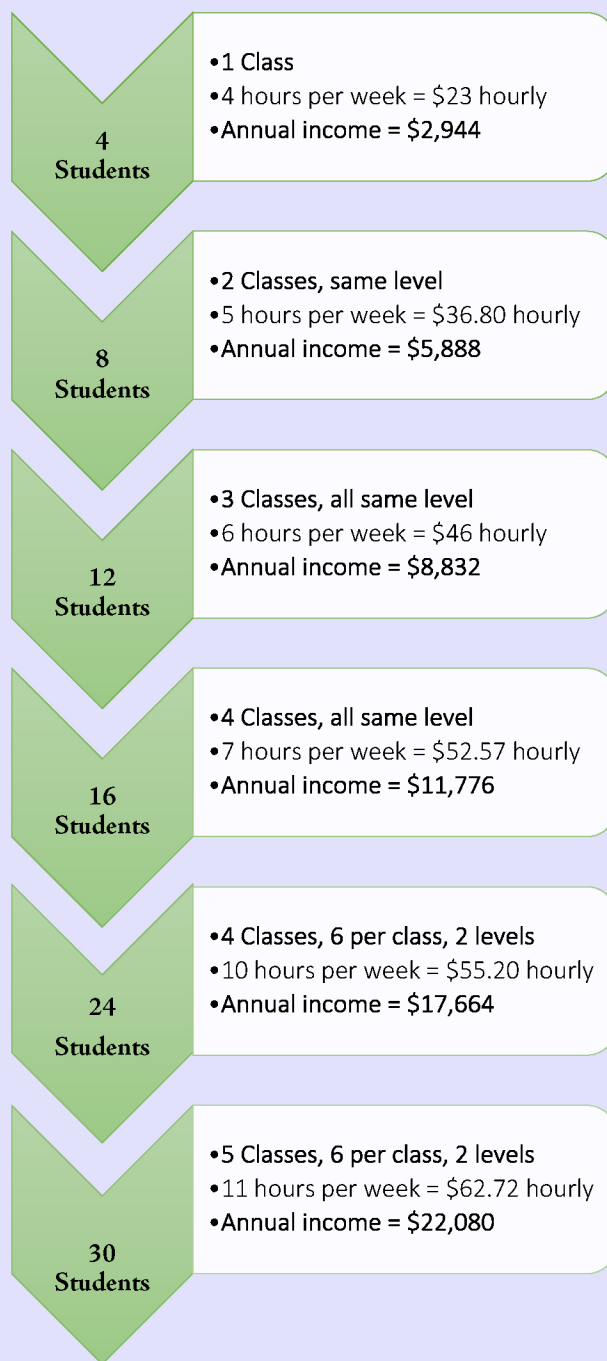 4
Students
•1 Class
•4 hours per week = $23 hourly
•Annual income = $2,944
8
Students
•2 Classes, same level
•5 hours per week = $36.80 hourly
•Annual income = $5,888
12
Students
•3 Classes, all same level
•6 hours per week = $46 hourly
•Annual income = $8,832
16
Students
•4 Classes, all same level
•7 hours per week = $52.57 hourly
•Annual income = $11,776
24
Students
•4 Classes, 6 per class, 2 levels
•10 hours per week = $55.20 hourly
•Annual income = $17,664
30
Students
•5 Classes, 6 per class, 2 levels
•11 hours per week = $62.72 hourly
•Annual income = $22,080